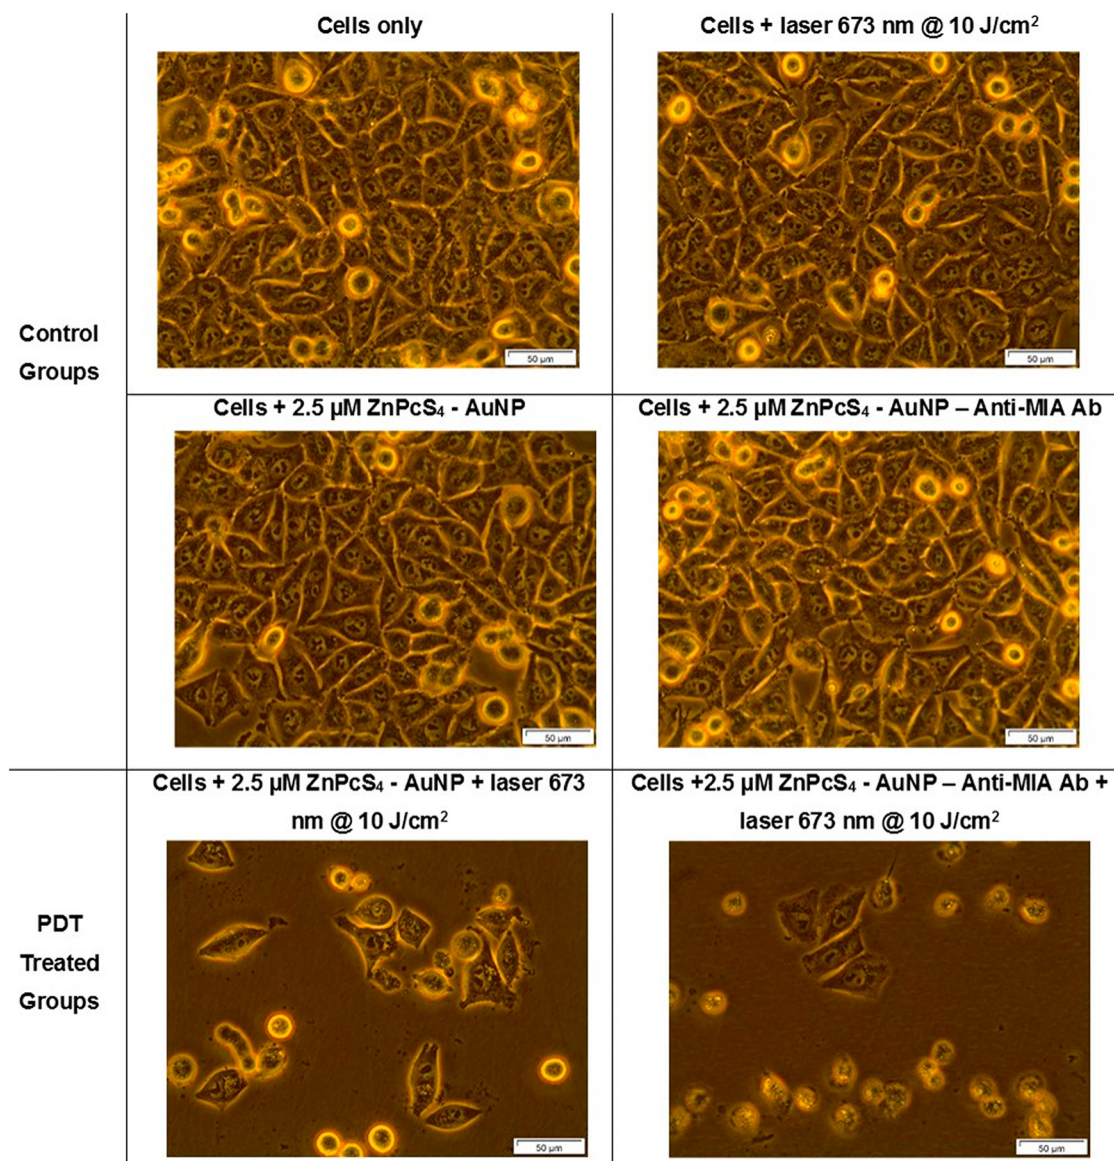 Cells only
Cells + laser 673 nm @ 10 J/cm²
50 µm
50 µm
Control
Groups
Cells + 2.5 µM ZnPcS₄ - AuNP
Cells + 2.5 µM ZnPcS₄ - AuNP – Anti-MIA Ab
50 µm
50 µm
Cells + 2.5 µM ZnPcS₄ - AuNP + laser 673
nm @ 10 J/cm²
Cells +2.5 µM ZnPcS₄ - AuNP – Anti-MIA Ab +
laser 673 nm @ 10 J/cm²
PDT
Treated
Groups
50 µm
50 µm